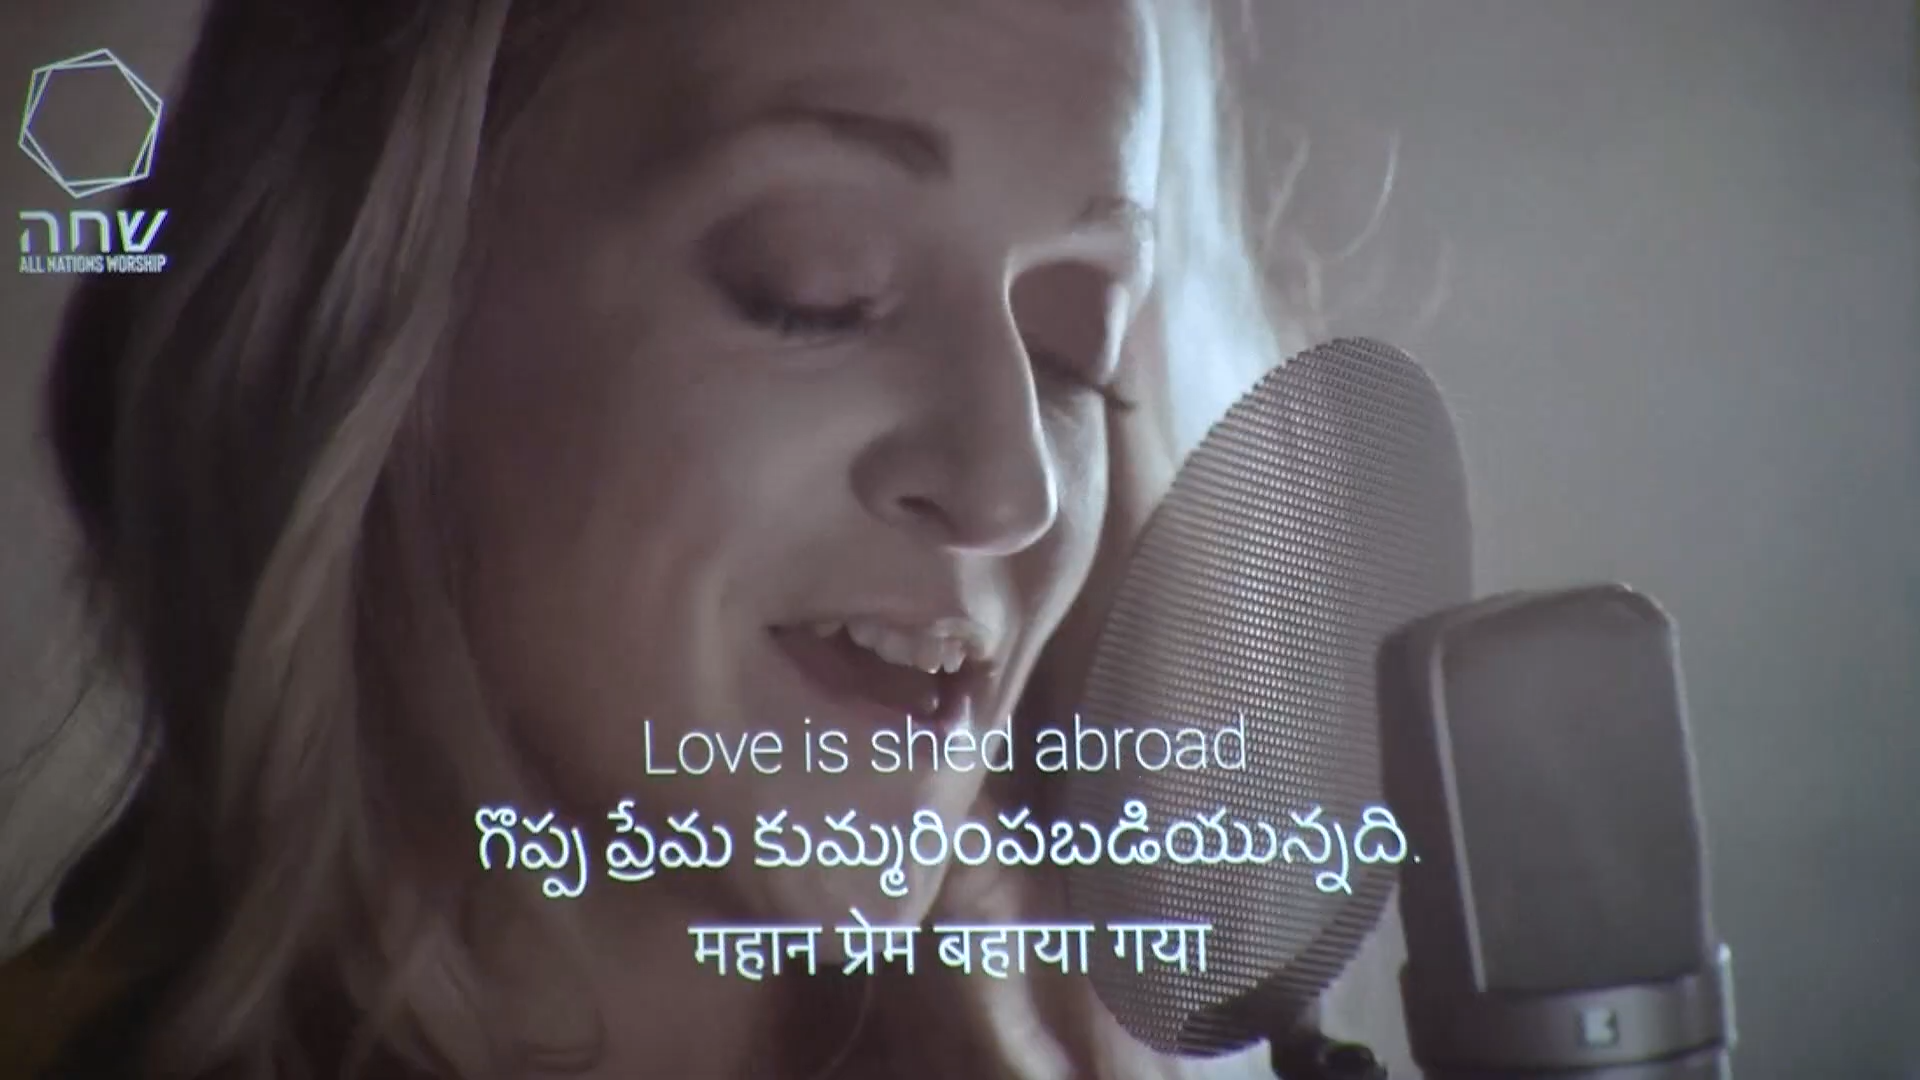 שחה
ALL NATIONS WORSHIP
Love is shed abroad
గొప్ప ప్రేమ కుమ్మరింపబడియున్నది.
महान प्रेम बहाया गया